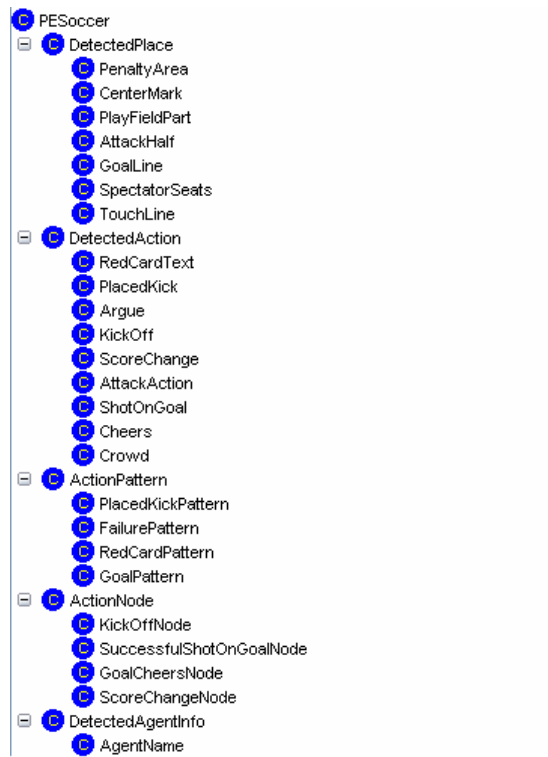 C PESoccer
C DetectedPlace
C PenaltyArea
C CenterMark
C PlayFieldPart
C AttackHalf
C GoalLine
C SpectatorSeats
C TouchLine
C DetectedAction
C RedCardText
C PlacedKick
C Argue
C KickOff
C ScoreChange
C AttackAction
C ShotOnGoal
C Cheers
C Crowd
C ActionPattern
C PlacedKickPattern
C FailurePattern
C RedCardPattern
C GoalPattern
C ActionNode
C KickOffNode
C SuccessfulShotOnGoalNode
C GoalCheersNode
C ScoreChangeNode
C DetectedAgentInfo
C AgentName